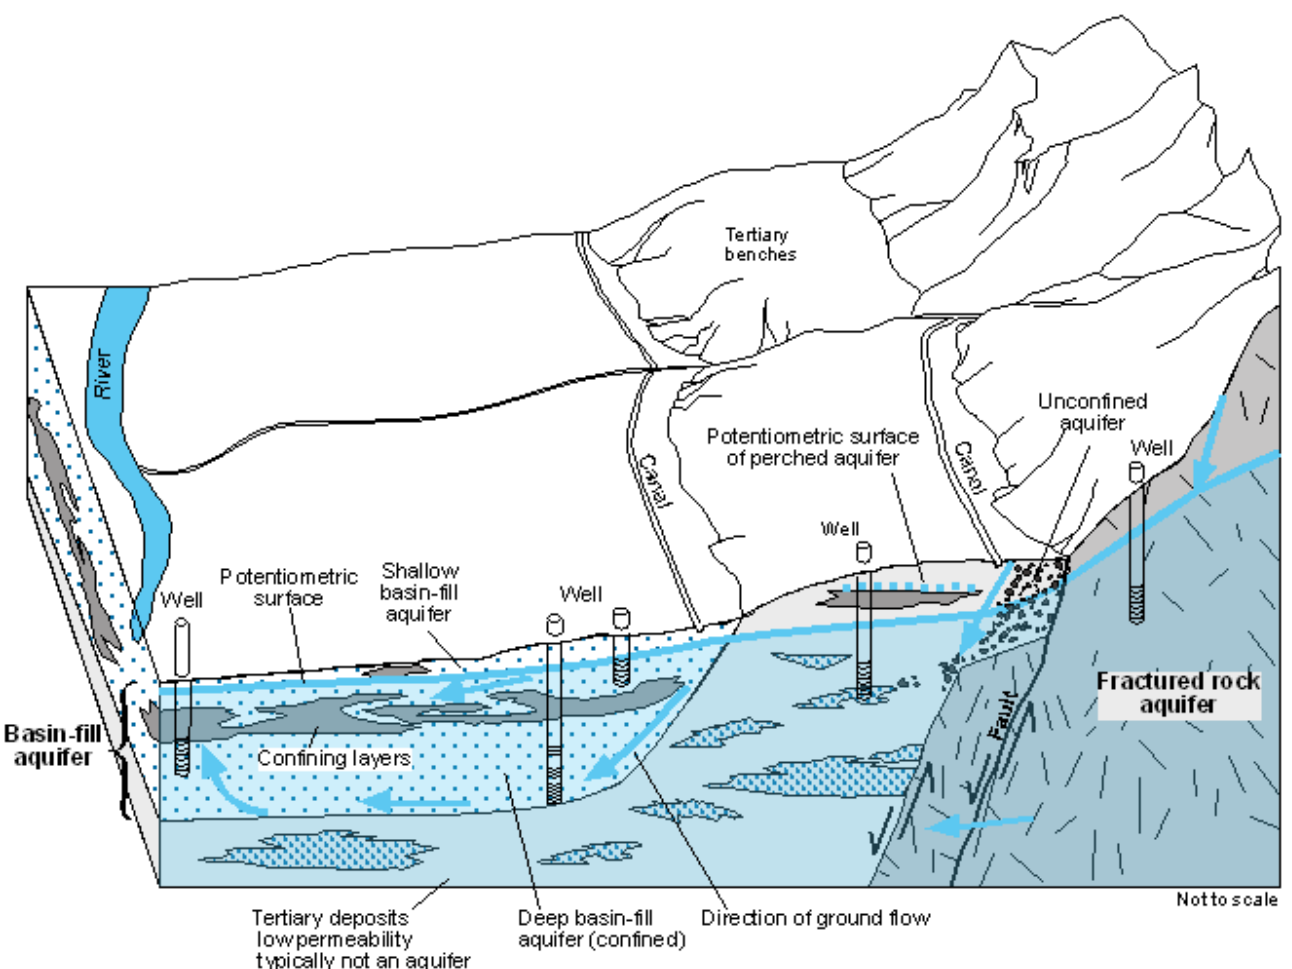 Tertiary
benches
River
Unconfined
aquifer
Potentiometric surface
of perched aquifer
Well
Canal
Canal
Well
Potentiometric
surface
Shallow
basin-fill
aquifer
Well
Well
Fractured rock
aquifer
Fault
Basin-fill
aquifer
Confining layers
Not to scale
Tertiary deposits
low permeability
typically not an aquifer
Deep basin-fill
aquifer (confined)
Direction of ground flow